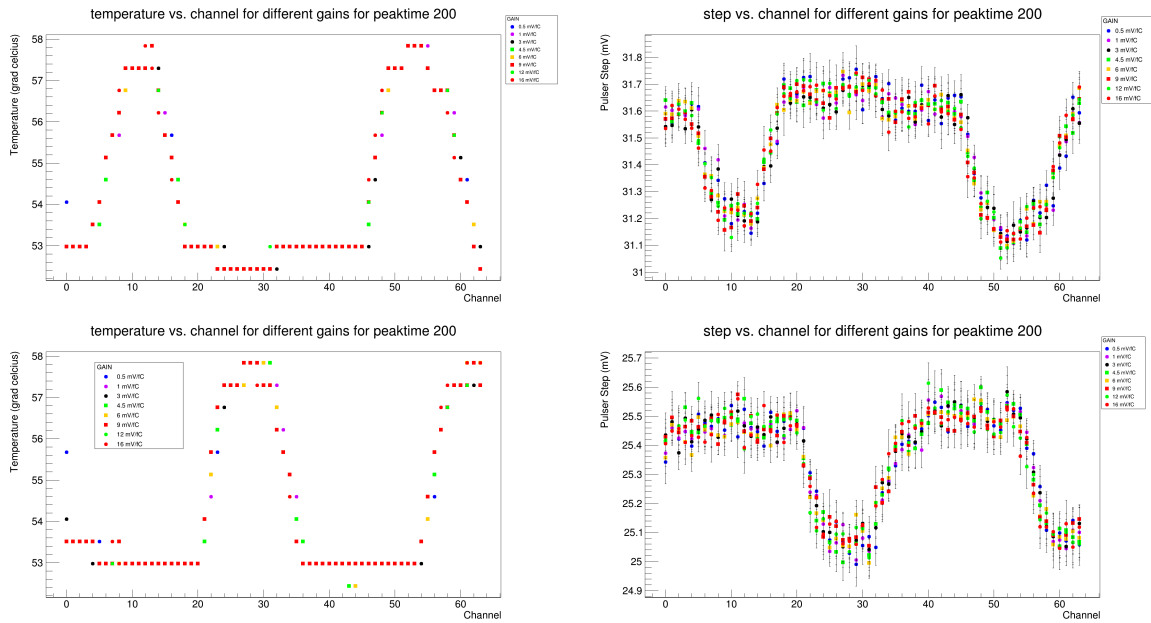 temperature vs. channel for different gains for peaktime 200
Temperature (grad celcius)
58
57
56
55
54
53
0
10
20
30
40
50
60
Channel
GAIN
0.5 mV/fC
1 mV/fC
3 mV/fC
4.5 mV/fC
6 mV/fC
9 mV/fC
12 mV/fC
16 mV/fC
step vs. channel for different gains for peaktime 200
Pulser Step (mV)
31.8
31.7
31.6
31.5
31.4
31.3
31.2
31.1
31
0
10
20
30
40
50
60
Channel
GAIN
0.5 mV/fC
1 mV/fC
3 mV/fC
4.5 mV/fC
6 mV/fC
9 mV/fC
12 mV/fC
16 mV/fC
temperature vs. channel for different gains for peaktime 200
Temperature (grad celcius)
58
57
56
55
54
53
0
10
20
30
40
50
60
Channel
GAIN
0.5 mV/fC
1 mV/fC
3 mV/fC
4.5 mV/fC
6 mV/fC
9 mV/fC
12 mV/fC
16 mV/fC
step vs. channel for different gains for peaktime 200
Pulser Step (mV)
25.7
25.6
25.5
25.4
25.3
25.2
25.1
25
24.9
0
10
20
30
40
50
60
Channel
GAIN
0.5 mV/fC
1 mV/fC
3 mV/fC
4.5 mV/fC
6 mV/fC
9 mV/fC
12 mV/fC
16 mV/fC